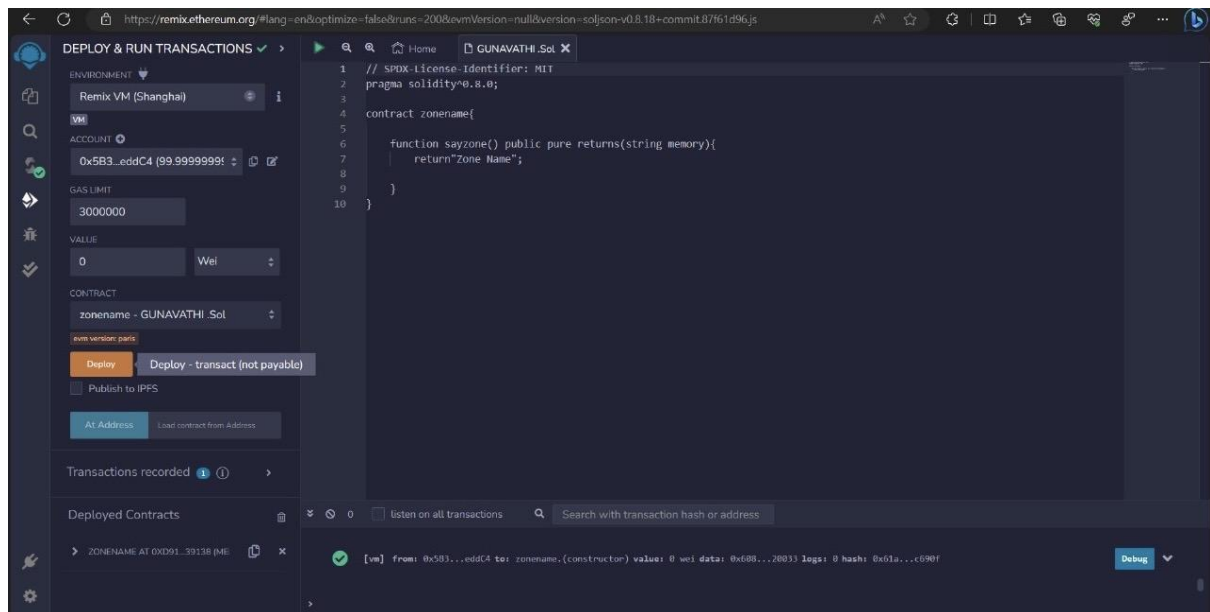 https://remix.ethereum.org/#lang=en&optimize=false&runs=200&evmVersion=null&version=soljson-v0.8.18+commit.87f61d96.js
DEPLOY & RUN TRANSACTIONS
ENVIRONMENT
Remix VM (Shanghai)
VM
ACCOUNT
0x5B3...eddC4 (99.99999999
GAS LIMIT
3000000
VALUE
0
Wei
CONTRACT
zonename - GUNAVATHI .Sol
evm version: paris
Deploy
Deploy - transact (not payable)
Publish to IPFS
At Address
Load contract from Address
Transactions recorded 1
Deployed Contracts
ZONENAME AT 0XD91...39138 (ME
Home
GUNAVATHI .Sol
1 // SPDX-License-Identifier: MIT
2 pragma solidity^0.8.0;
3
4 contract zonename{
5
6 function sayzone() public pure returns(string memory){
7 return"Zone Name";
8
9 }
10 }
0
listen on all transactions
Search with transaction hash or address
[vm] from: 0x5B3...eddC4 to: zonename.(constructor) value: 0 wei data: 0x608...20033 logs: 0 hash: 0x61a...c690f
Debug
>